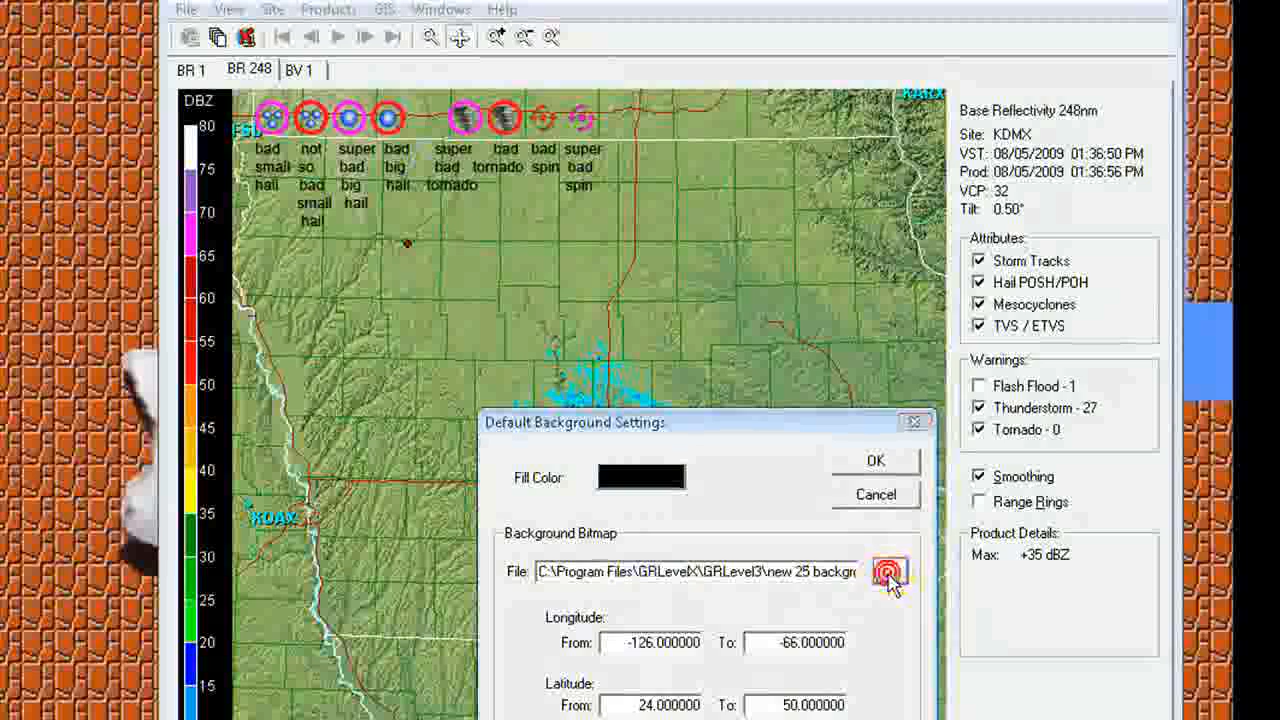 File View Site Products GIS Windows Help
BR 1 BR 248 BV 1
DBZ
80
75
70
65
60
55
50
45
40
35
30
25
20
15
KARX
bad small hail
not so bad small hail
super bad big hail
bad big hail
super bad tornado
bad tornado
bad spin
super bad spin
KOAX
Base Reflectivity 248nm
Site: KDMX
VST: 08/05/2009 01:36:50 PM
Prod: 08/05/2009 01:36:56 PM
VCP: 32
Tilt: 0.50°
Attributes:
Storm Tracks
Hail POSH/POH
Mesocyclones
TVS / ETVS
Warnings:
Flash Flood - 1
Thunderstorm - 27
Tornado - 0
Smoothing
Range Rings
Product Details:
Max: +35 dBZ
Default Background Settings
Fill Color:
OK
Cancel
Background Bitmap
File: C:\Program Files\GRLevelX\GRLevel3\new 25 backgr
Longitude:
From: -126.000000 To: -66.000000
Latitude:
From: 24.000000 To: 50.000000